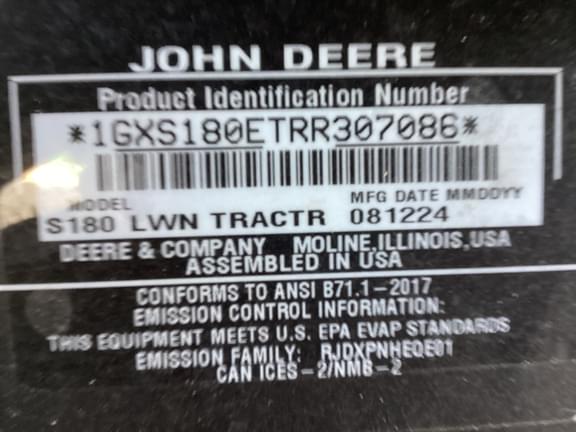 JOHN DEERE
Product Identification Number
*1GXS180ETRR307086*
MODEL MFG DATE MMDDYY
S180 LWN TRACTR 081224
DEERE & COMPANY MOLINE, ILLINOIS, USA
ASSEMBLED IN USA
CONFORMS TO ANSI B71.1-2017
EMISSION CONTROL INFORMATION:
THIS EQUIPMENT MEETS U.S. EPA EVAP STANDARDS
EMISSION FAMILY: RJDXPNHEQE01
CAN ICES-2/NMB-2